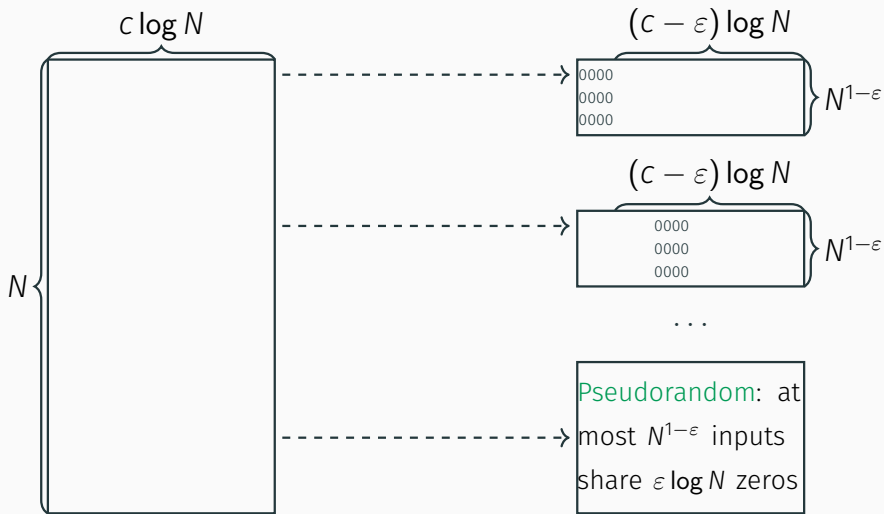 c log N
(c − ε) log N
0000
0000
0000
N^{1−ε}
(c − ε) log N
0000
0000
0000
N^{1−ε}
N
...
Pseudorandom: at
most N^{1−ε} inputs
share ε log N zeros